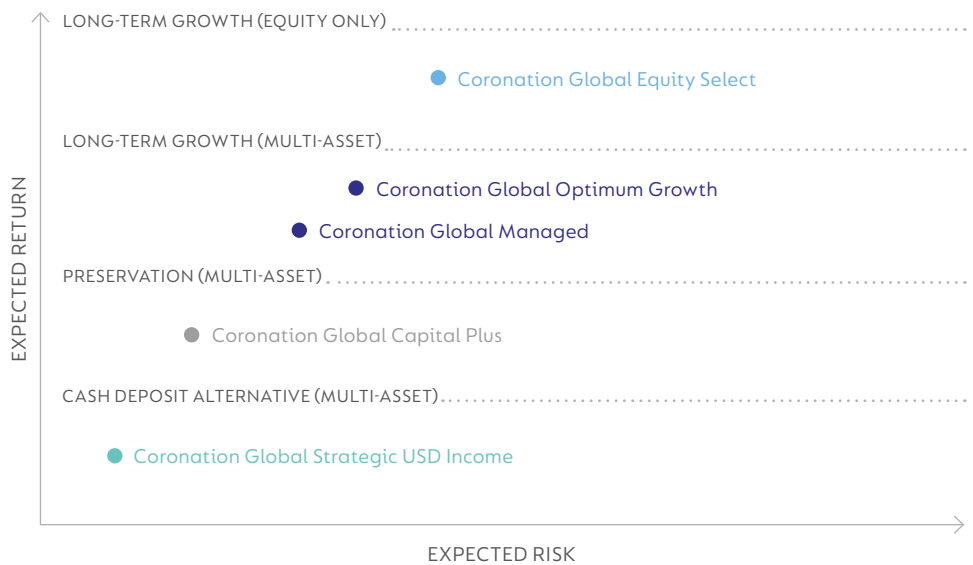 LONG-TERM GROWTH (EQUITY ONLY)
Coronation Global Equity Select
LONG-TERM GROWTH (MULTI-ASSET)
Coronation Global Optimum Growth
Coronation Global Managed
PRESERVATION (MULTI-ASSET)
Coronation Global Capital Plus
CASH DEPOSIT ALTERNATIVE (MULTI-ASSET)
Coronation Global Strategic USD Income
EXPECTED RETURN
EXPECTED RISK